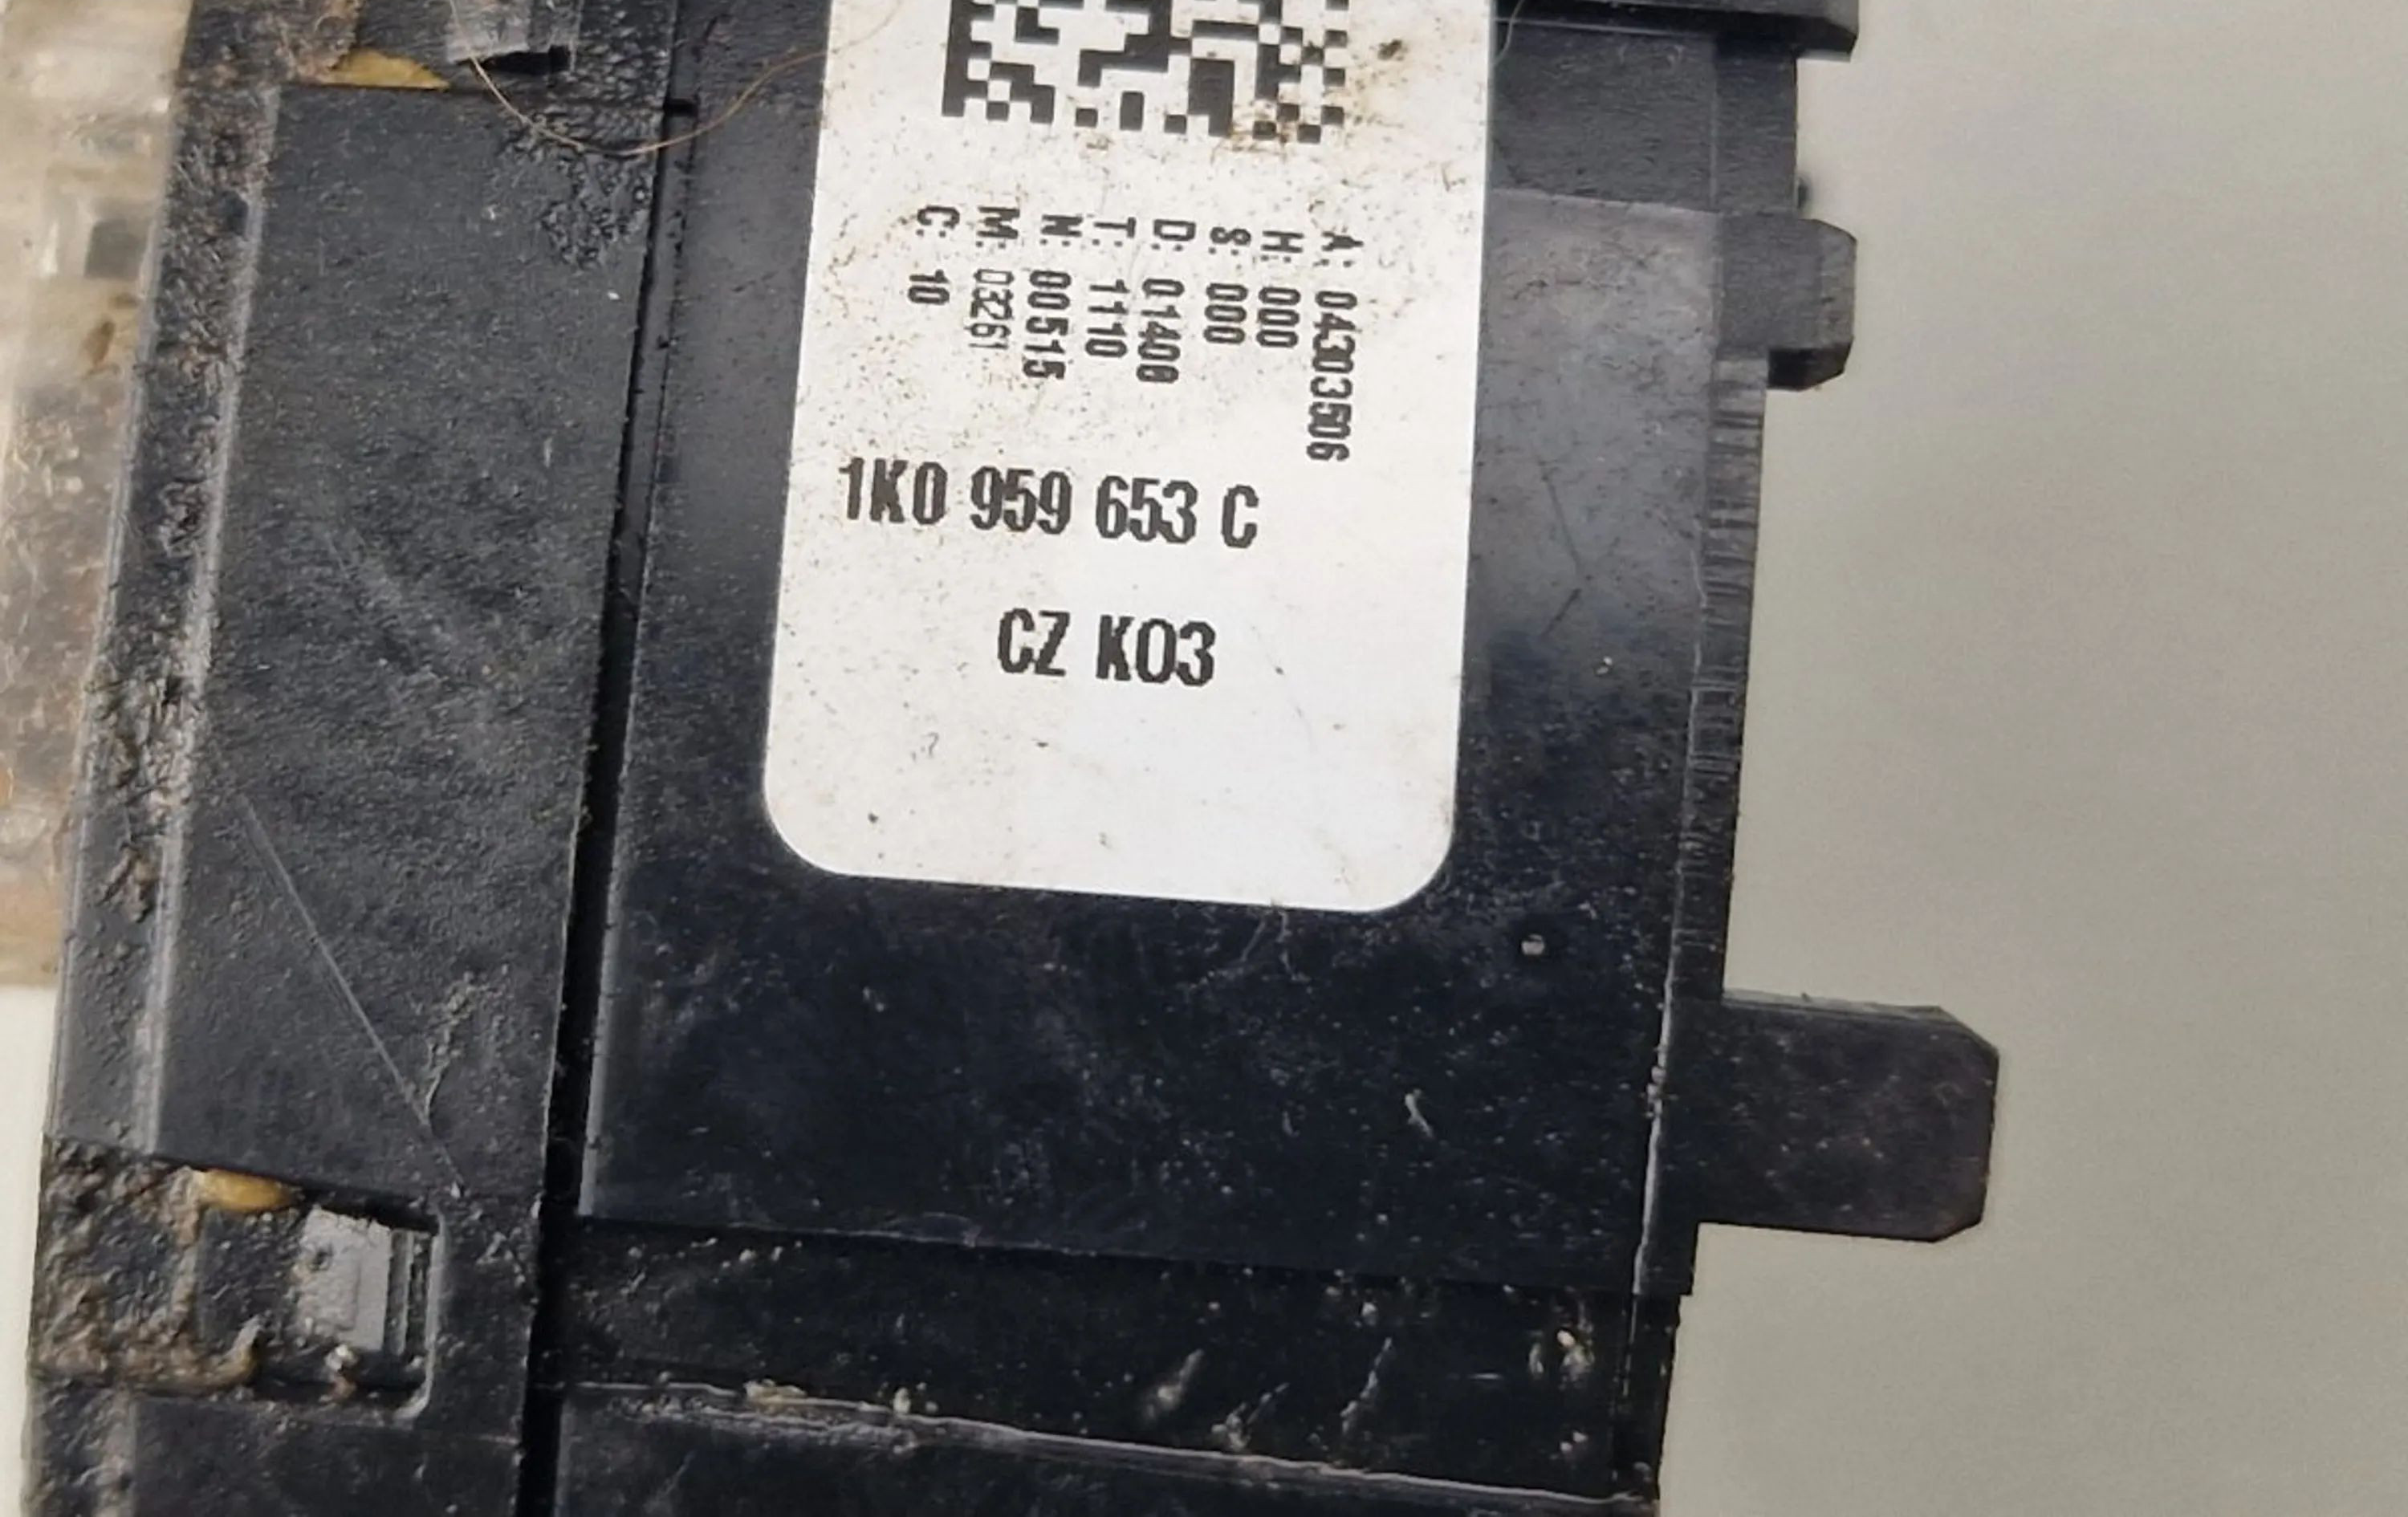 A: 04303506
H: 000
S: 000
D: 01400
T: 1110
N: 00515
M: 03261
C: 10
1K0 959 653 C
CZ K03